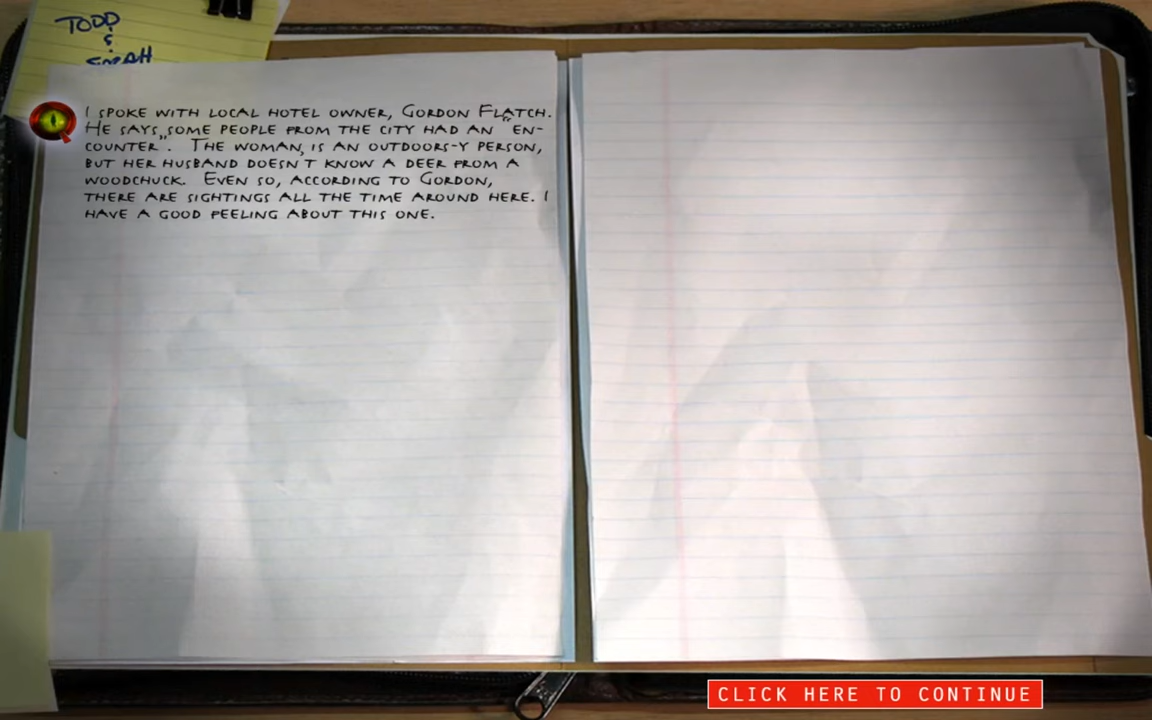 TODD
&
SARAH
I SPOKE WITH LOCAL HOTEL OWNER, GORDON FLATCH.
HE SAYS SOME PEOPLE FROM THE CITY HAD AN "EN-
COUNTER". THE WOMAN, IS AN OUTDOORS-Y PERSON,
BUT HER HUSBAND DOESN'T KNOW A DEER FROM A
WOODCHUCK. EVEN SO, ACCORDING TO GORDON,
THERE ARE SIGHTINGS ALL THE TIME AROUND HERE. I
HAVE A GOOD FEELING ABOUT THIS ONE.
CLICK HERE TO CONTINUE